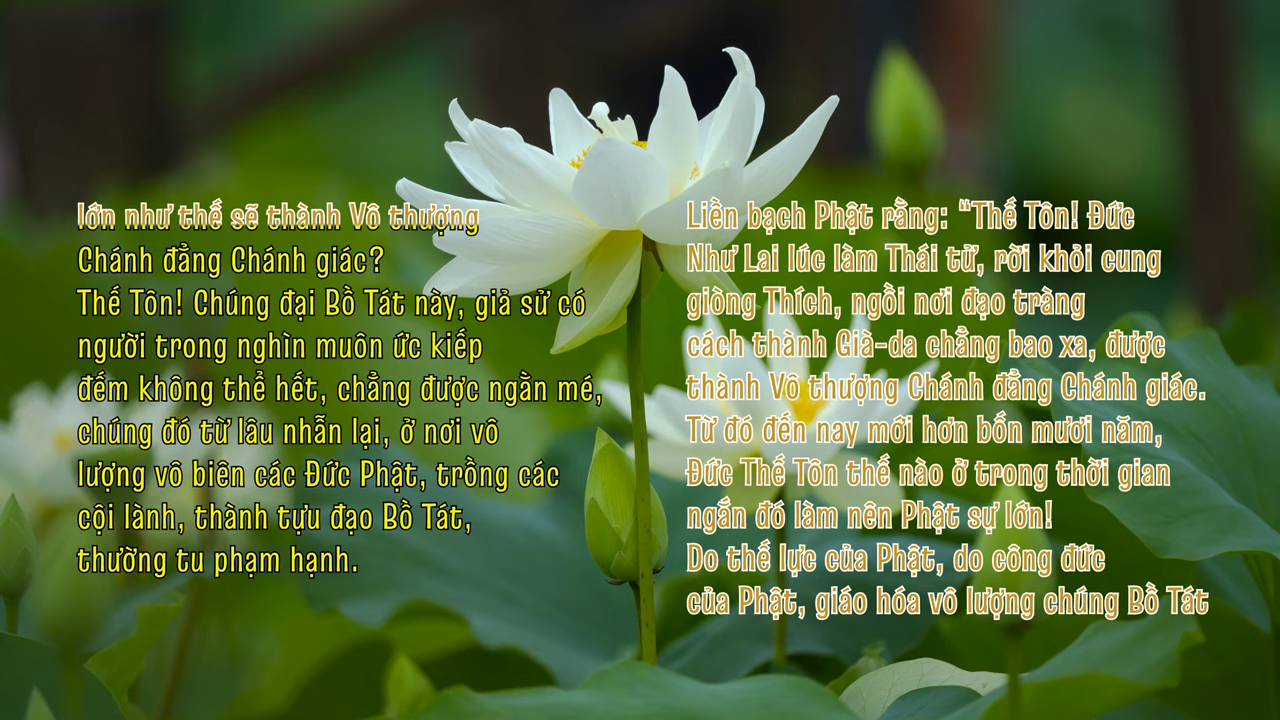 lớn như thế sẽ thành Vô thượng
Chánh đẳng Chánh giác?
Thế Tôn! Chúng đại Bồ Tát này, giả sử có
người trong nghìn muôn ức kiếp
đếm không thể hết, chẳng được ngằn mé,
chúng đó từ lâu nhẫn lại, ở nơi vô
lượng vô biên các Đức Phật, trồng các
cội lành, thành tựu đạo Bồ Tát,
thường tu phạm hạnh.
Liền bạch Phật rằng: "Thế Tôn! Đức
Như Lai lúc làm Thái tử, rời khỏi cung
giòng Thích, ngồi nơi đạo tràng
cách thành Già-da chẳng bao xa, được
thành Vô thượng Chánh đẳng Chánh giác.
Từ đó đến nay mới hơn bốn mươi năm,
Đức Thế Tôn thế nào ở trong thời gian
ngắn đó làm nên Phật sự lớn!
Do thế lực của Phật, do công đức
của Phật, giáo hóa vô lượng chúng Bồ Tát